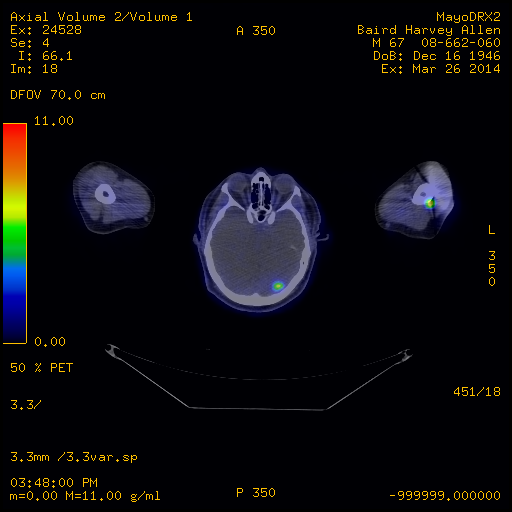 Axial Volume 2/Volume 1
Ex: 24528
Se: 4
I: 66.1
Im: 18
DFOV 70.0 cm
11.00
A 350
MayoDRX2
Baird Harvey Allen
M 67 08-662-060
DoB: Dec 16 1946
Ex: Mar 26 2014
L
3
5
0
0.00
50 % PET
3.3/
451/18
3.3mm /3.3var.sp
03:48:00 PM
m=0.00 M=11.00 g/ml
P 350
-999999.000000